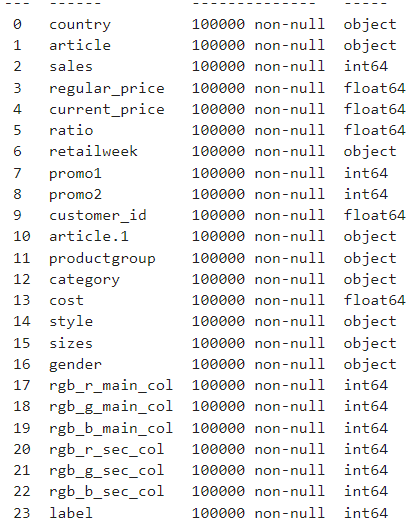 ---  ------  --------------  -----
0   country   100000 non-null  object
1   article   100000 non-null  object
2   sales   100000 non-null  int64
3   regular_price   100000 non-null  float64
4   current_price   100000 non-null  float64
5   ratio   100000 non-null  float64
6   retailweek   100000 non-null  object
7   promo1   100000 non-null  int64
8   promo2   100000 non-null  int64
9   customer_id   100000 non-null  float64
10  article.1   100000 non-null  object
11  productgroup   100000 non-null  object
12  category   100000 non-null  object
13  cost   100000 non-null  float64
14  style   100000 non-null  object
15  sizes   100000 non-null  object
16  gender   100000 non-null  object
17  rgb_r_main_col   100000 non-null  int64
18  rgb_g_main_col   100000 non-null  int64
19  rgb_b_main_col   100000 non-null  int64
20  rgb_r_sec_col   100000 non-null  int64
21  rgb_g_sec_col   100000 non-null  int64
22  rgb_b_sec_col   100000 non-null  int64
23  label   100000 non-null  int64